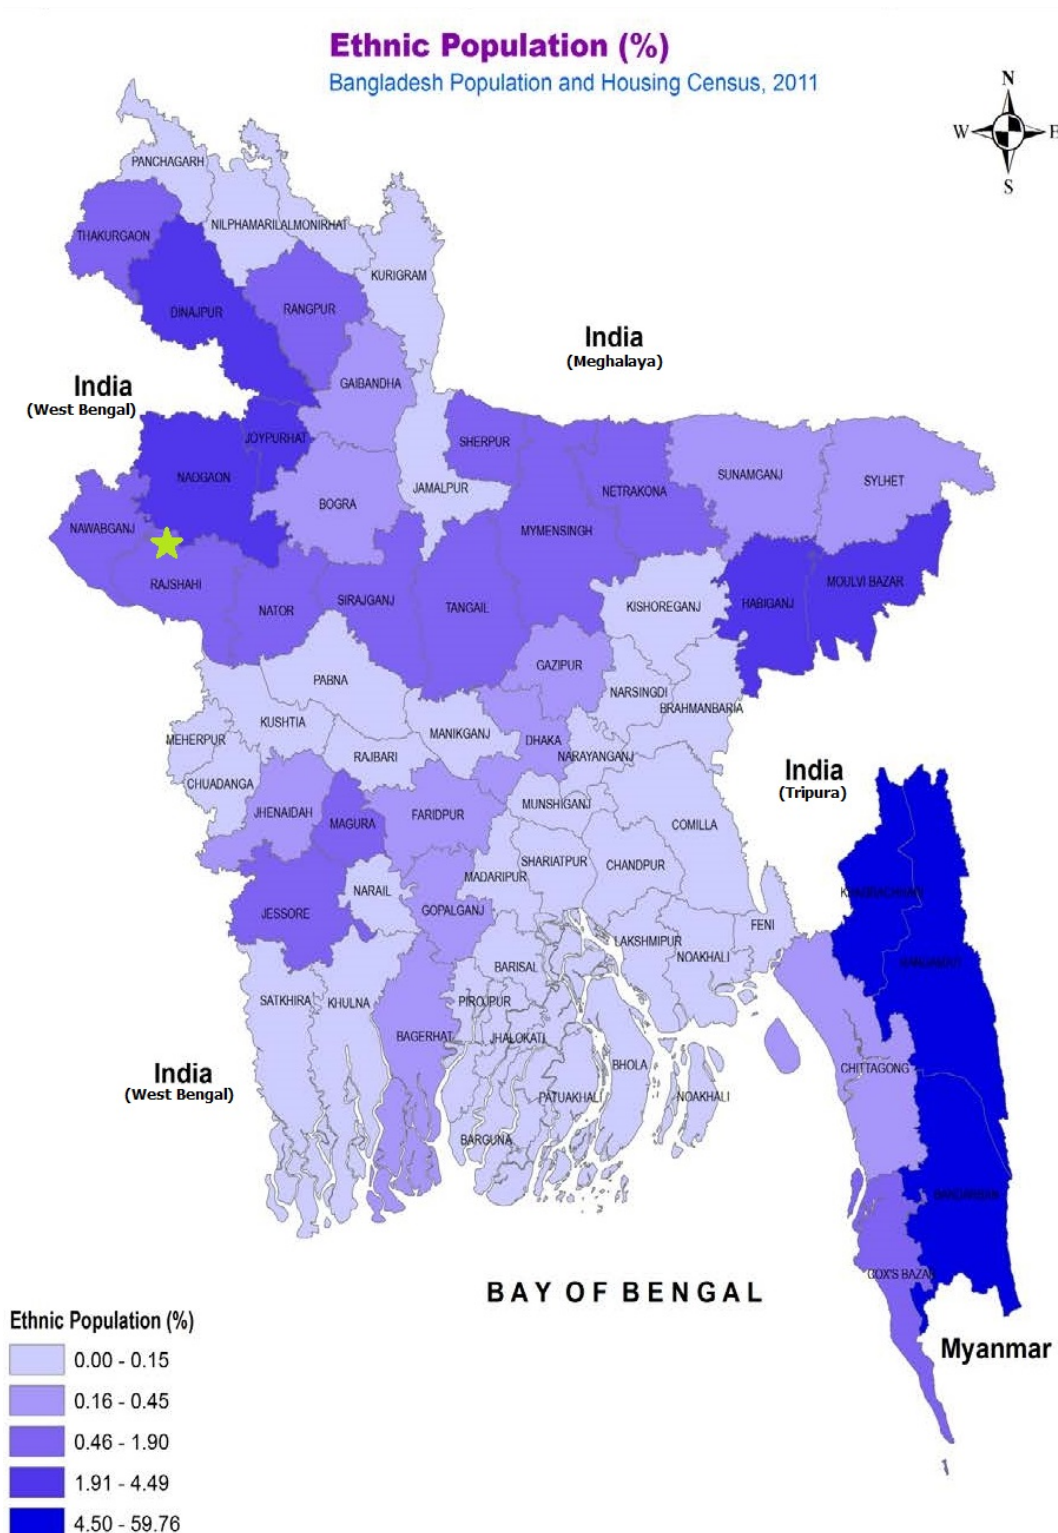 Ethnic Population (%)
Bangladesh Population and Housing Census, 2011
N
W
E
S
PANCHAGARH
THAKURGAON
NILPHAMARI
LALMONIRHAT
KURIGRAM
DINAJPUR
RANGPUR
India
(Meghalaya)
GAIBANDHA
India
(West Bengal)
JOYPURHAT
SHERPUR
NAOGAON
JAMALPUR
BOGRA
NETRAKONA
SUNAMGANJ
SYLHET
NAWABGANJ
MYMENSINGH
RAJSHAHI
NATOR
SIRAJGANJ
TANGAIL
KISHOREGANJ
HABIGANJ
MOULVI BAZAR
GAZIPUR
PABNA
NARSINGDI
BRAHMANBARIA
KUSHTIA
MEHERPUR
MANIKGANJ
DHAKA
RAJBARI
NARAYANGANJ
CHUADANGA
India
(Tripura)
JHENAIDAH
MAGURA
FARIDPUR
MUNSHIGANJ
COMILLA
SHARIATPUR
CHANDPUR
MADARIPUR
NARAIL
JESSORE
GOPALGANJ
FENI
LAKSHMIPUR
NOAKHALI
BARISAL
SATKHIRA
KHULNA
PIROJPUR
BAGERHAT
JHALOKATI
BHOLA
CHITTAGONG
India
(West Bengal)
PATUAKHALI
NOAKHALI
BARGUNA
BANDARBAN
COX'S BAZAR
BAY OF BENGAL
Myanmar
Ethnic Population (%)
0.00 - 0.15
0.16 - 0.45
0.46 - 1.90
1.91 - 4.49
4.50 - 59.76